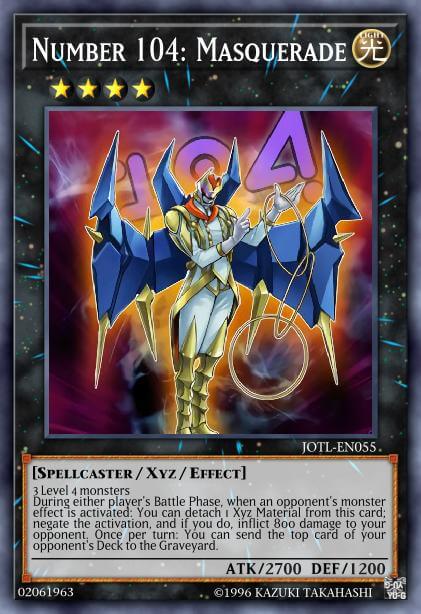 NUMBER 104: MASQUERADE
LIGHT
光
104
JOTL-EN055
[SPELLCASTER / XYZ / EFFECT]
3 Level 4 monsters
During either player's Battle Phase, when an opponent's monster
effect is activated: You can detach 1 Xyz Material from this card;
negate the activation, and if you do, inflict 800 damage to your
opponent. Once per turn: You can send the top card of your
opponent's Deck to the Graveyard.
ATK/2700 DEF/1200
02061963
©1996 KAZUKI TAKAHASHI